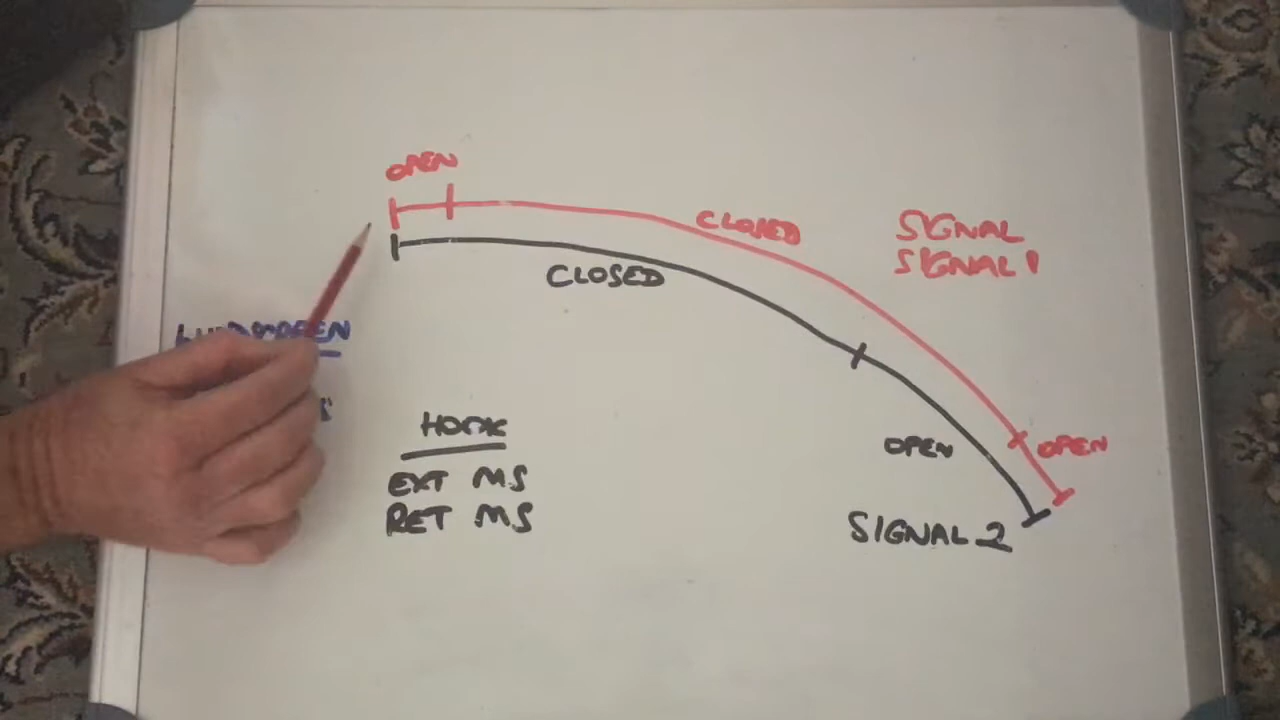 OPEN
CLOSED
SIGNAL
SIGNAL 1
CLOSED
OPEN
OPEN
HOOK
EXT MS
RET MS
SIGNAL 2